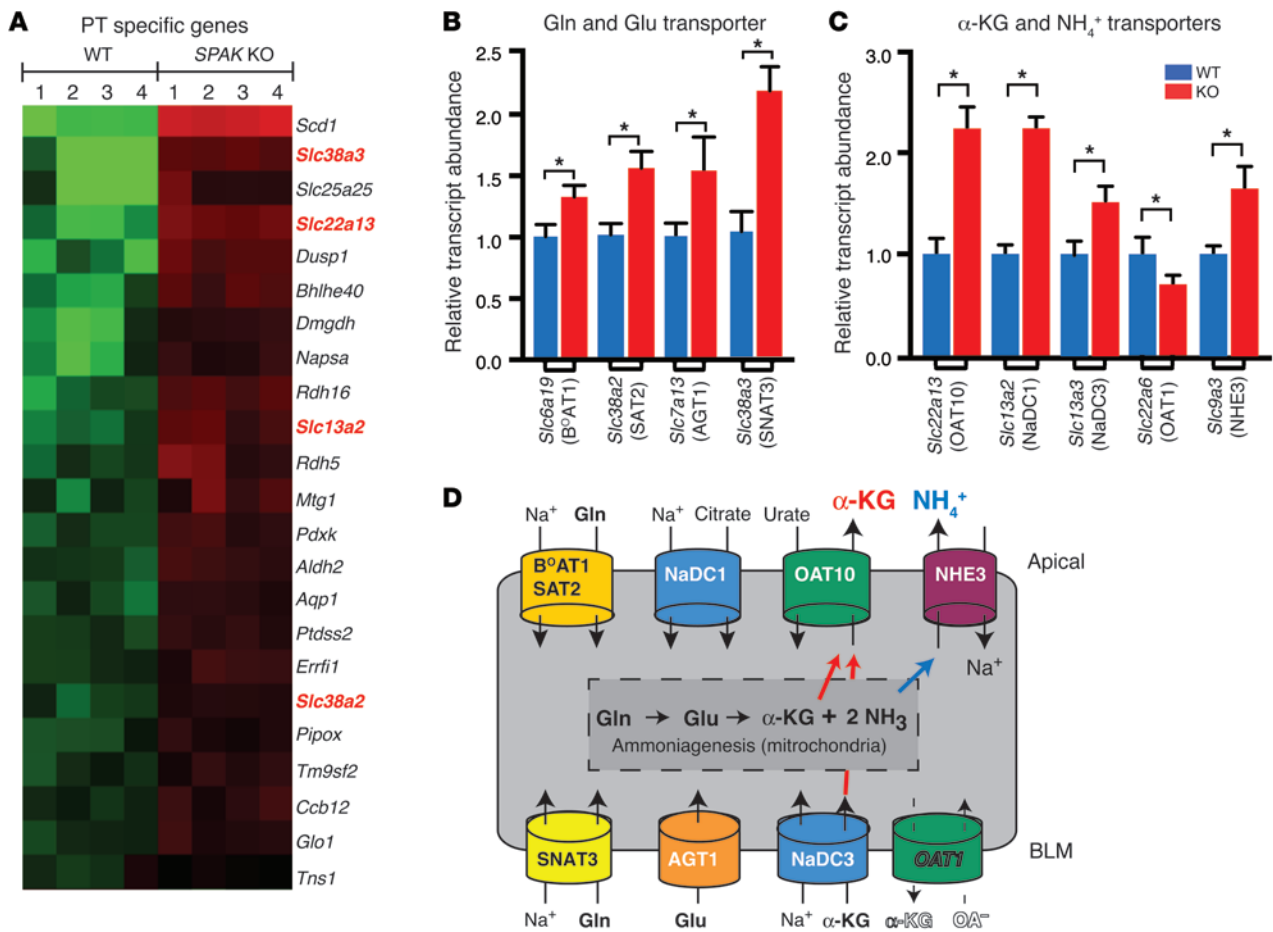 A
PT specific genes
WT
SPAK KO
1 2 3 4 1 2 3 4
Scd1
Slc38a3
Slc25a25
Slc22a13
Dusp1
Bhlhe40
Dmgdh
Napsa
Rdh16
Slc13a2
Rdh5
Mtg1
Pdxk
Aldh2
Aqp1
Ptdss2
Errfi1
Slc38a2
Pipox
Tm9sf2
Ccb12
Glo1
Tns1
B
Gln and Glu transporter
Relative transcript abundance
2.5
2.0
1.5
1.0
0.5
0.0
* * * *
Slc6a19
(B⁰AT1)
Slc38a2
(SAT2)
Slc7a13
(AGT1)
Slc38a3
(SNAT3)
C
α-KG and NH₄⁺ transporters
Relative transcript abundance
3.0
2.0
1.0
0.0
WT
KO
* * * * *
Slc22a13
(OAT10)
Slc13a2
(NaDC1)
Slc13a3
(NaDC3)
Slc22a6
(OAT1)
Slc9a3
(NHE3)
D
Na⁺ Gln Na⁺ Citrate Urate α-KG NH₄⁺
B⁰AT1
SAT2
NaDC1
OAT10
NHE3
Apical
Na⁺
Gln → Glu → α-KG + 2 NH₃
Ammoniagenesis (mitrochondria)
SNAT3
AGT1
NaDC3
OAT1
BLM
Na⁺ Gln Glu Na⁺ α-KG α-KG OA⁻